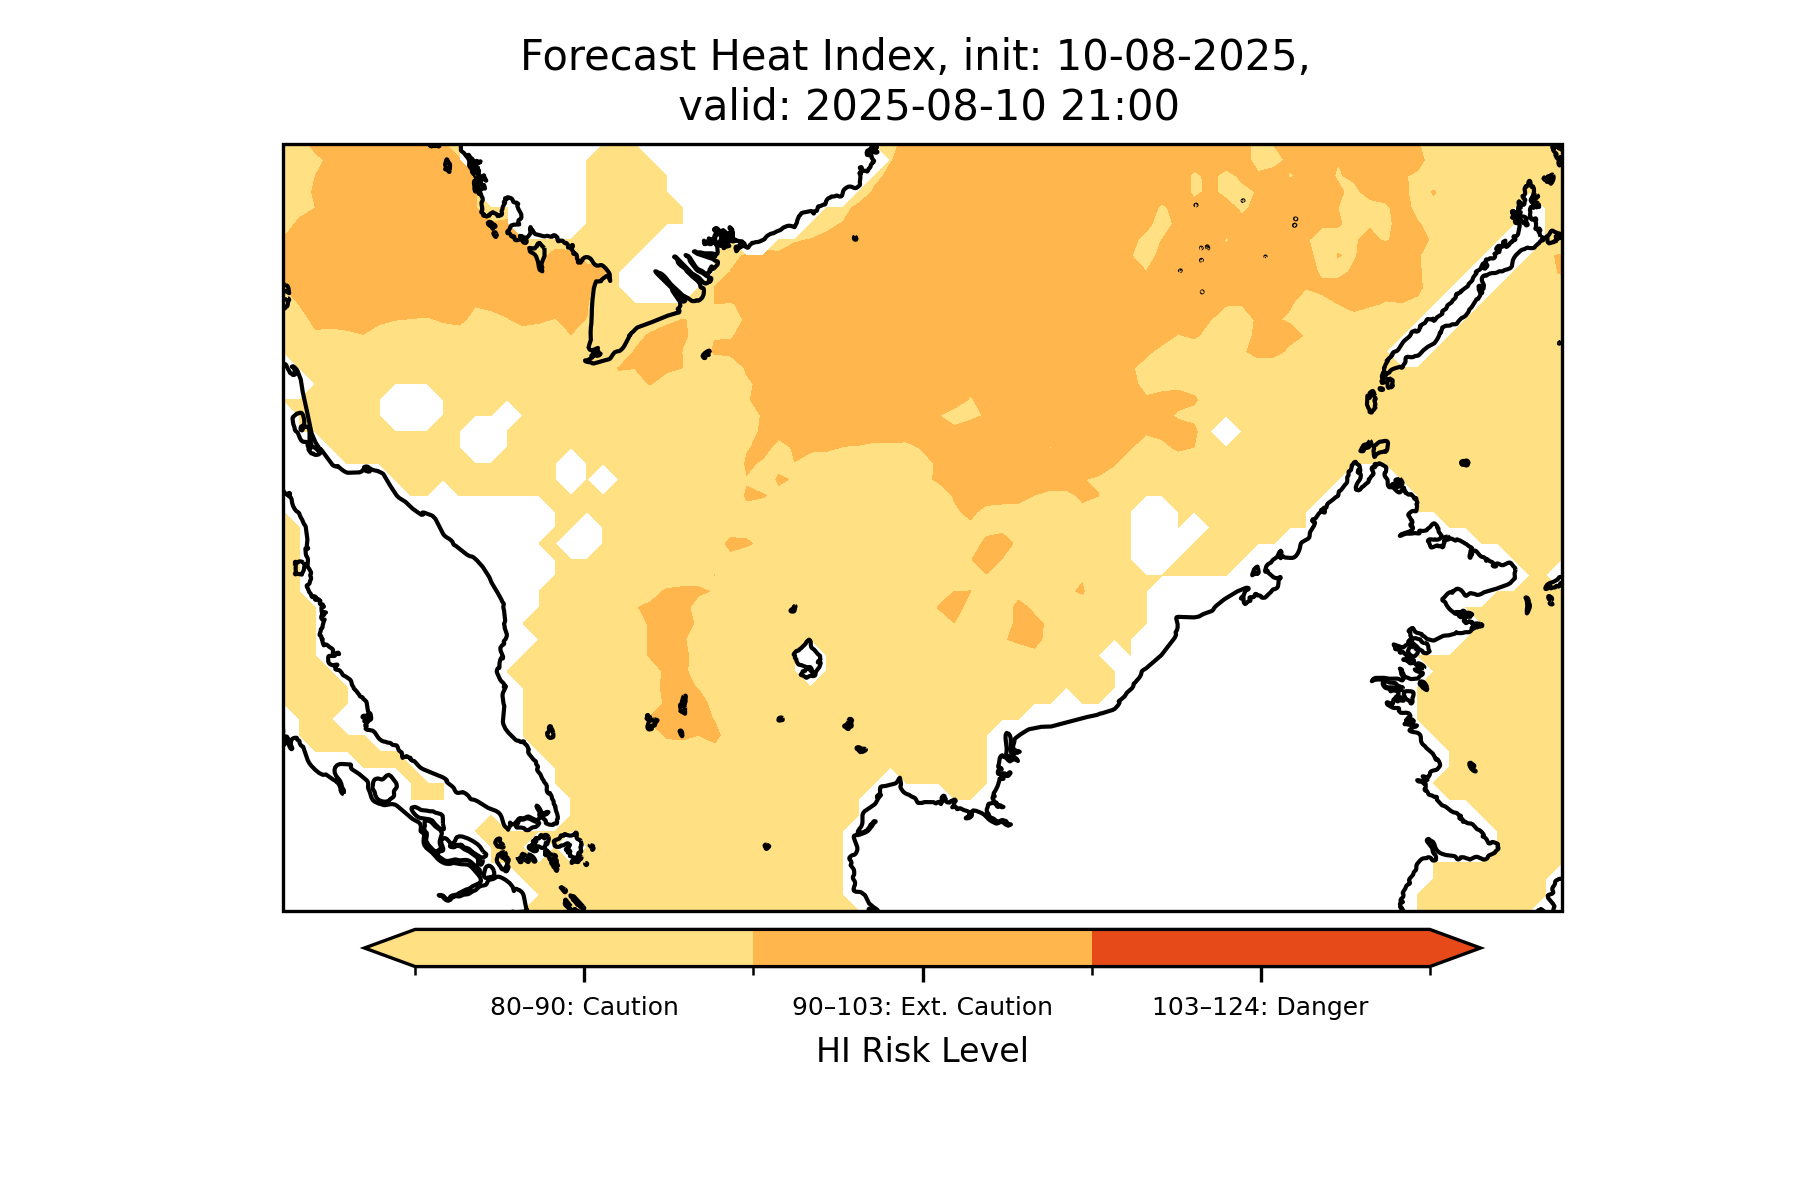 Forecast Heat Index, init: 10-08-2025,
valid: 2025-08-10 21:00
80–90: Caution
90–103: Ext. Caution
103–124: Danger
HI Risk Level